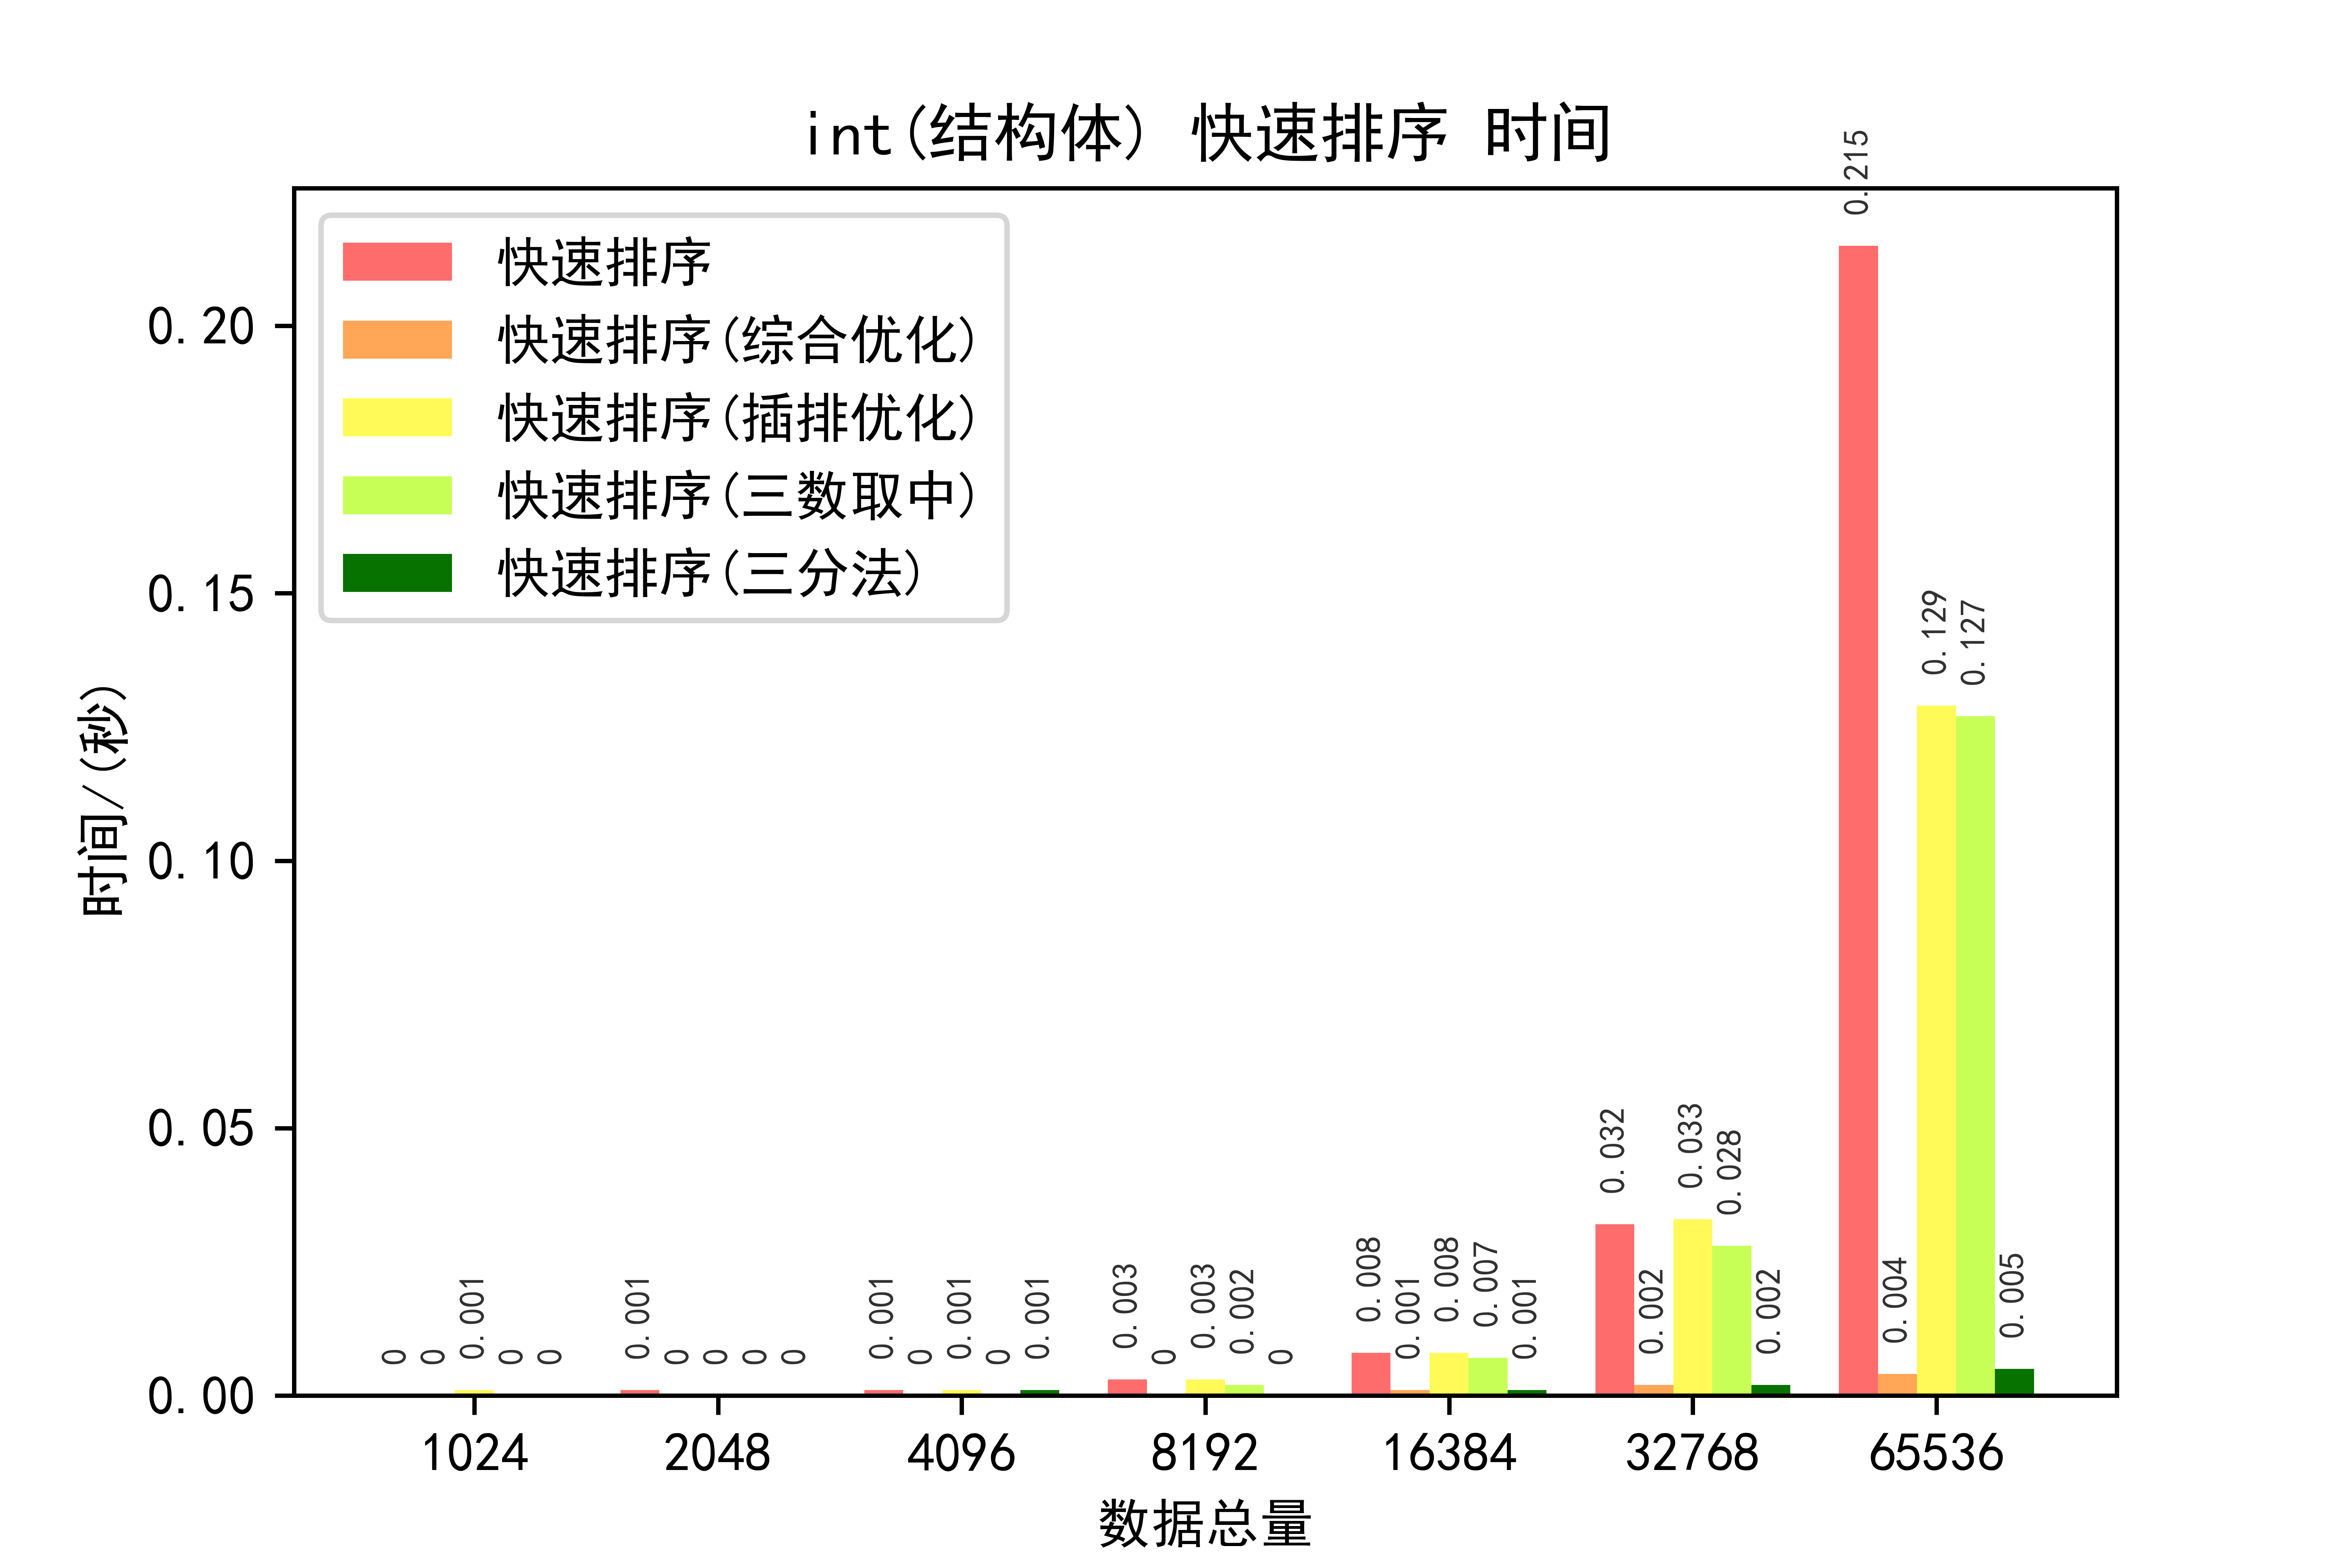 int(结构体) 快速排序 时间
快速排序
快速排序(综合优化)
快速排序(插排优化)
快速排序(三数取中)
快速排序(三分法)
时间/(秒)
0.20
0.15
0.10
0.05
0.00
0 0 0.001 0 0
0.001 0 0 0 0
0.001 0 0.001 0 0.001
0.003 0 0.003 0.002 0
0.008 0.001 0.008 0.007 0.001
0.032 0.002 0.033 0.028 0.002
0.215 0.004 0.129 0.127 0.005
1024 2048 4096 8192 16384 32768 65536
数据总量